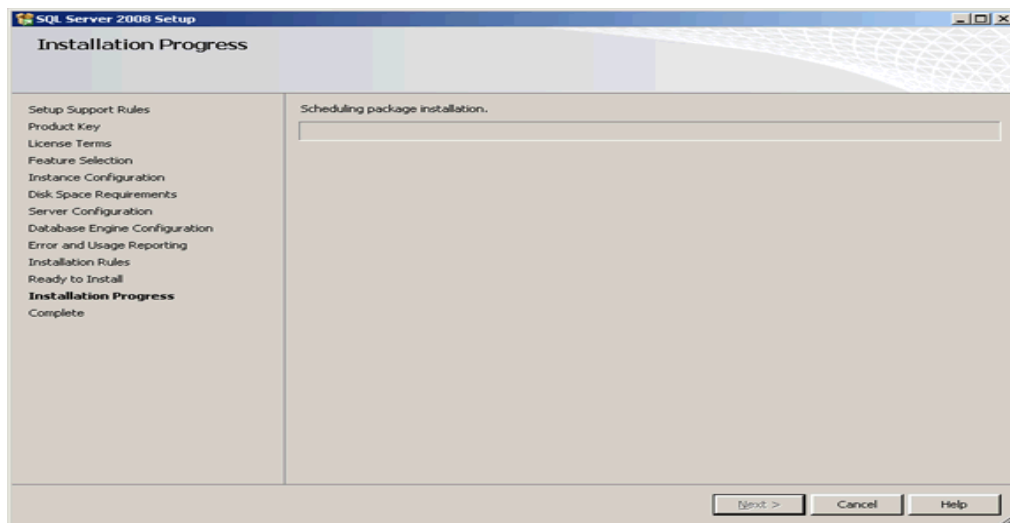 SQL Server 2008 Setup
Installation Progress
Setup Support Rules
Product Key
License Terms
Feature Selection
Instance Configuration
Disk Space Requirements
Server Configuration
Database Engine Configuration
Error and Usage Reporting
Installation Rules
Ready to Install
Installation Progress
Complete
Scheduling package installation.
Next >
Cancel
Help